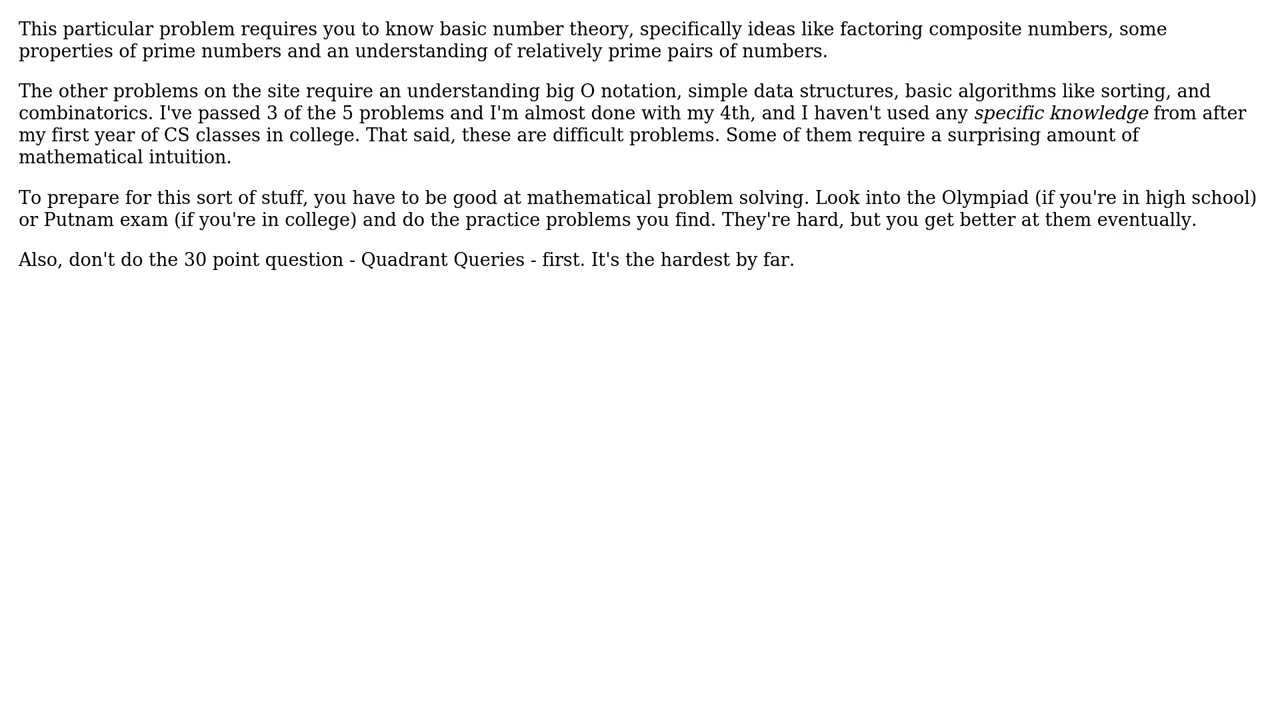 This particular problem requires you to know basic number theory, specifically ideas like factoring composite numbers, some
properties of prime numbers and an understanding of relatively prime pairs of numbers.
The other problems on the site require an understanding big O notation, simple data structures, basic algorithms like sorting, and
combinatorics. I've passed 3 of the 5 problems and I'm almost done with my 4th, and I haven't used any specific knowledge from after
my first year of CS classes in college. That said, these are difficult problems. Some of them require a surprising amount of
mathematical intuition.
To prepare for this sort of stuff, you have to be good at mathematical problem solving. Look into the Olympiad (if you're in high school)
or Putnam exam (if you're in college) and do the practice problems you find. They're hard, but you get better at them eventually.
Also, don't do the 30 point question - Quadrant Queries - first. It's the hardest by far.